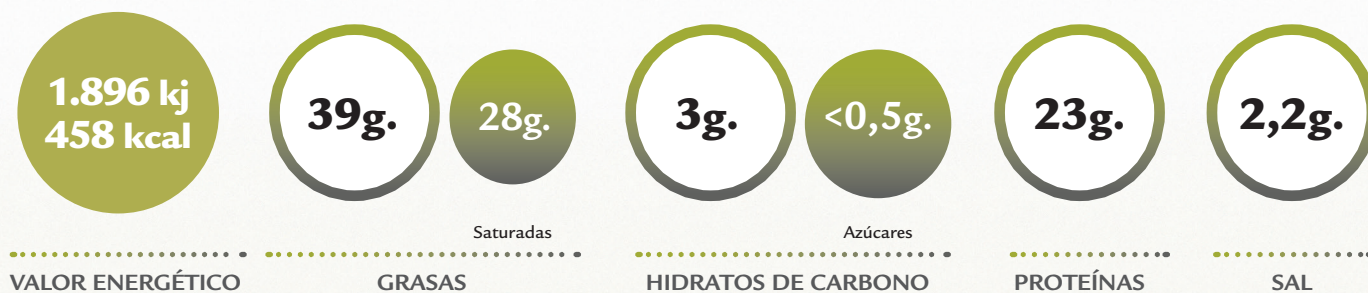 1.896 kj
458 kcal
39g.
28g.
3g.
<0,5g.
23g.
2,2g.
Saturadas
Azúcares
VALOR ENERGÉTICO
GRASAS
HIDRATOS DE CARBONO
PROTEÍNAS
SAL